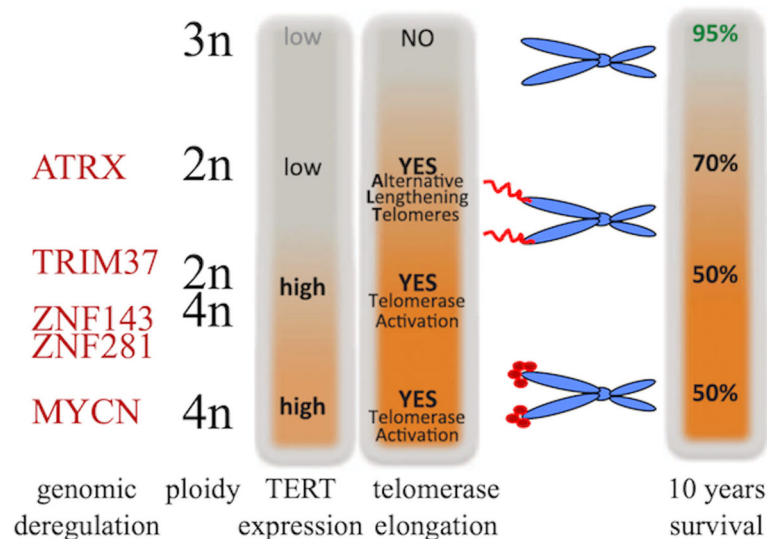 3n low NO 95%
ATRX 2n low YES 70%
Alternative
Lengthening
Telomeres
TRIM37 2n high YES 50%
ZNF143 4n Telomerase
ZNF281 Activation
MYCN 4n high YES 50%
Telomerase
Activation
genomic ploidy TERT telomerase 10 years
deregulation expression elongation survival